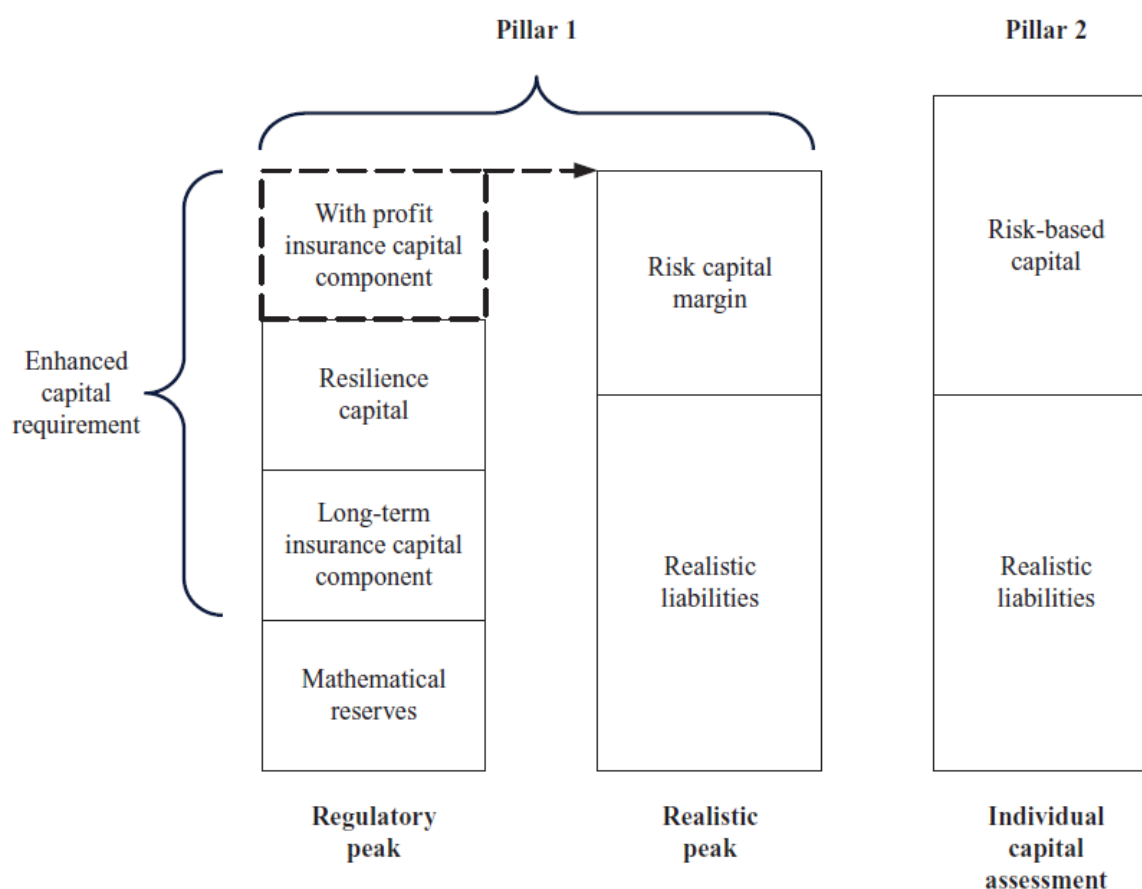 Pillar 1
Pillar 2
With profit
insurance capital
component
Risk capital
margin
Risk-based
capital
Enhanced
capital
requirement
Resilience
capital
Long-term
insurance capital
component
Realistic
liabilities
Realistic
liabilities
Mathematical
reserves
Regulatory
peak
Realistic
peak
Individual
capital
assessment